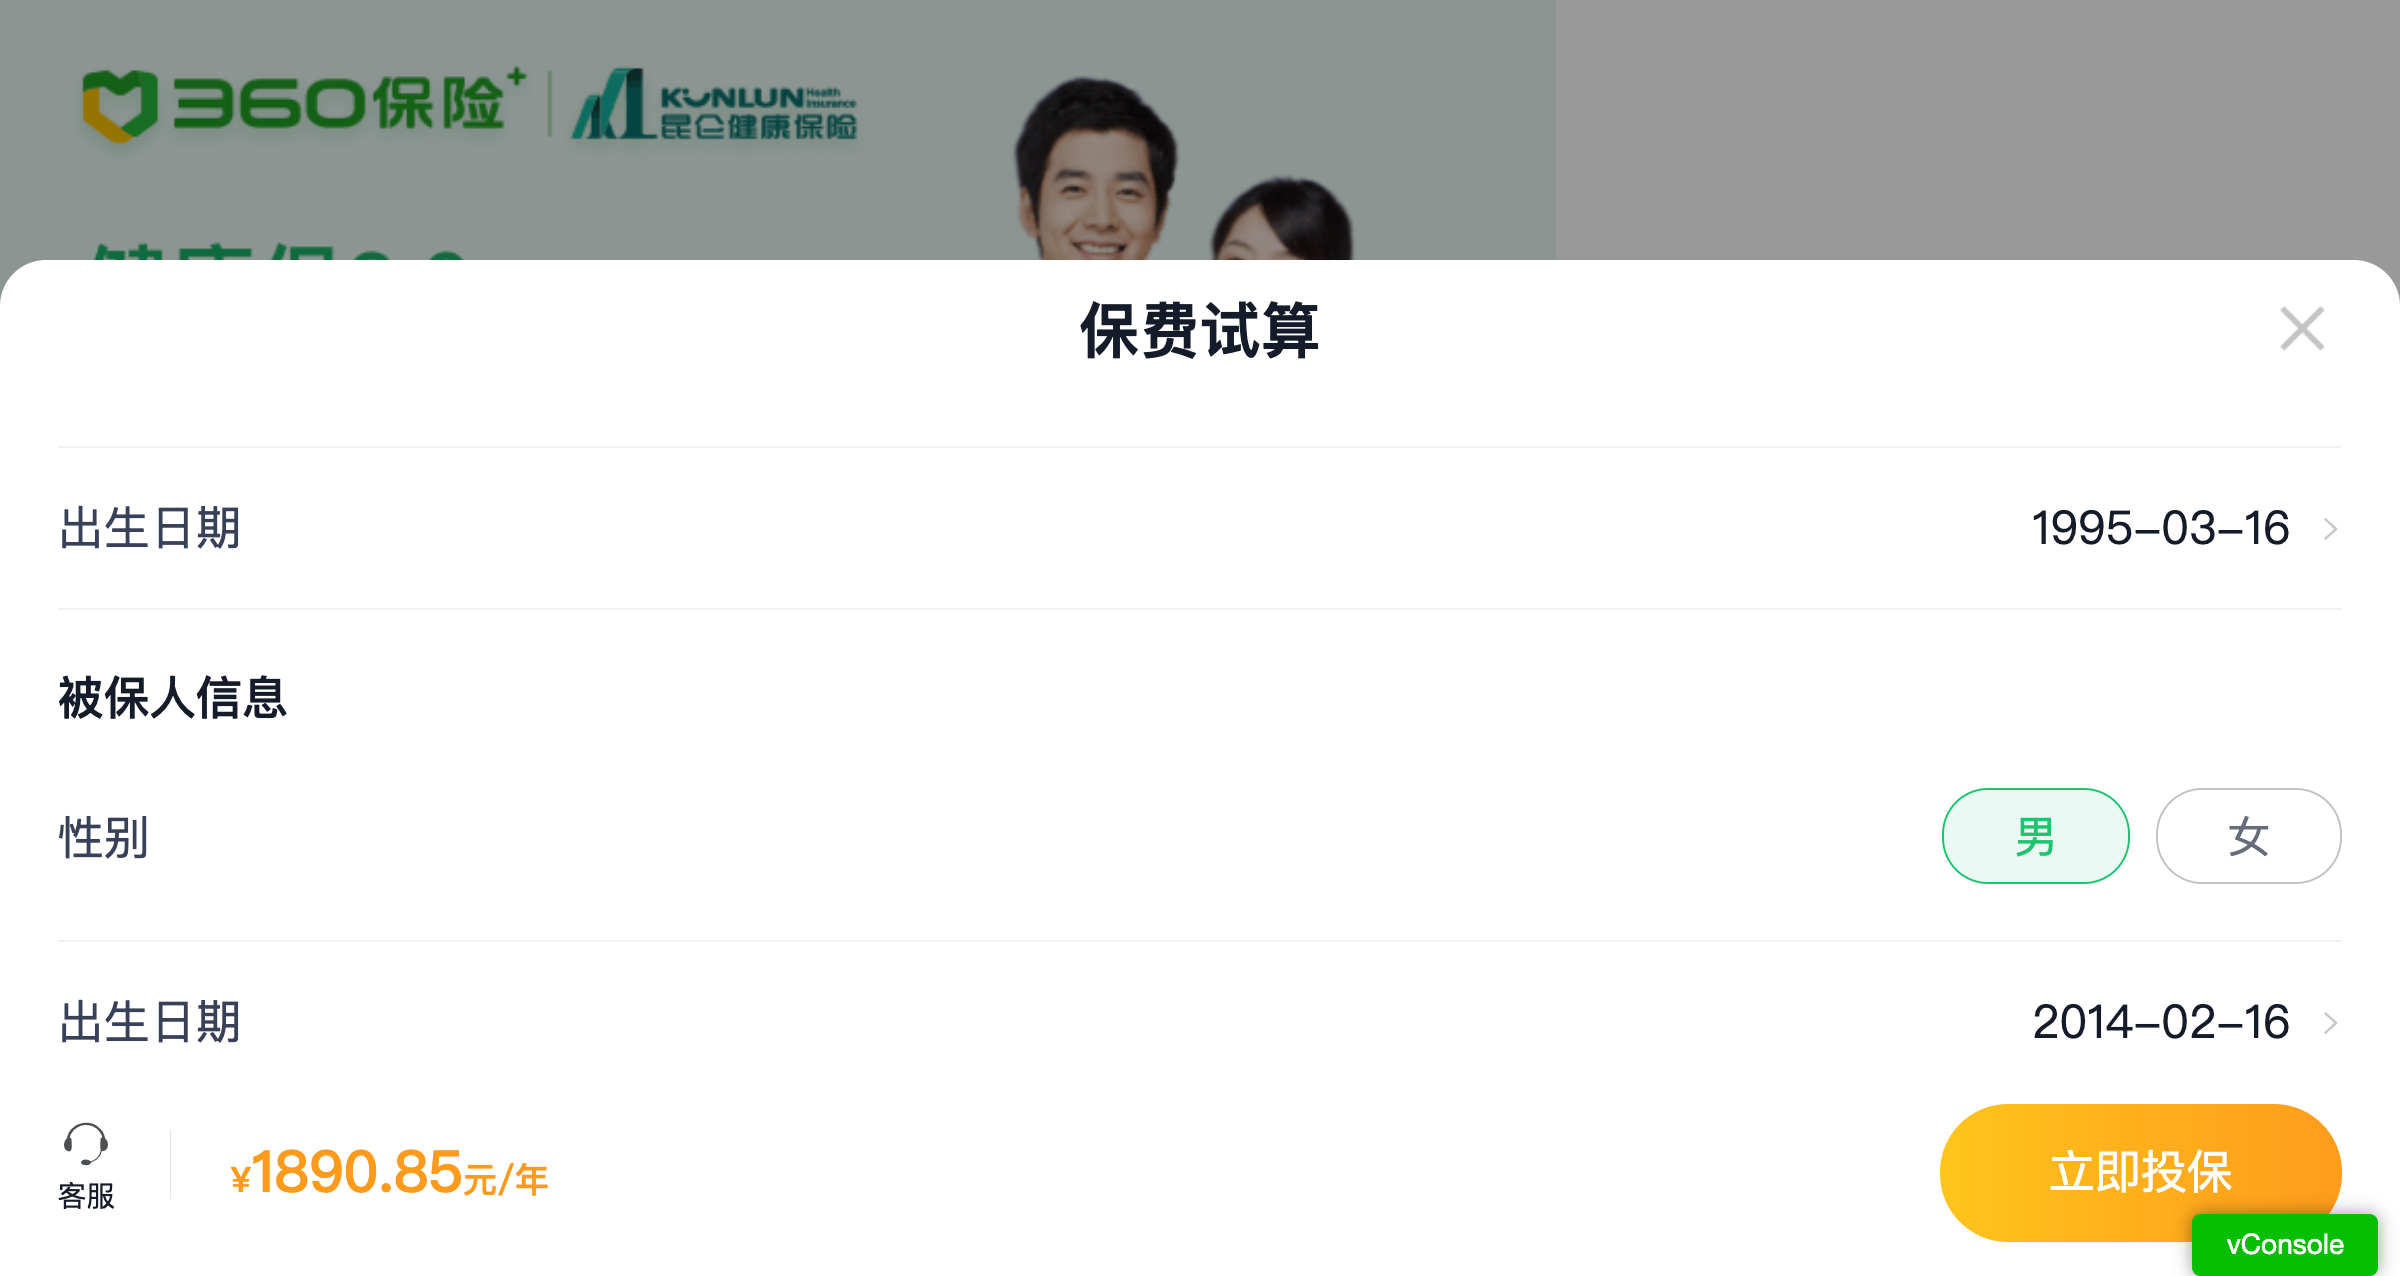 360保险+
KUNLUN Health Insurance
昆仑健康保险
保费试算
出生日期
1995-03-16
被保人信息
性别
男
女
出生日期
2014-02-16
客服
¥1890.85元/年
立即投保
vConsole